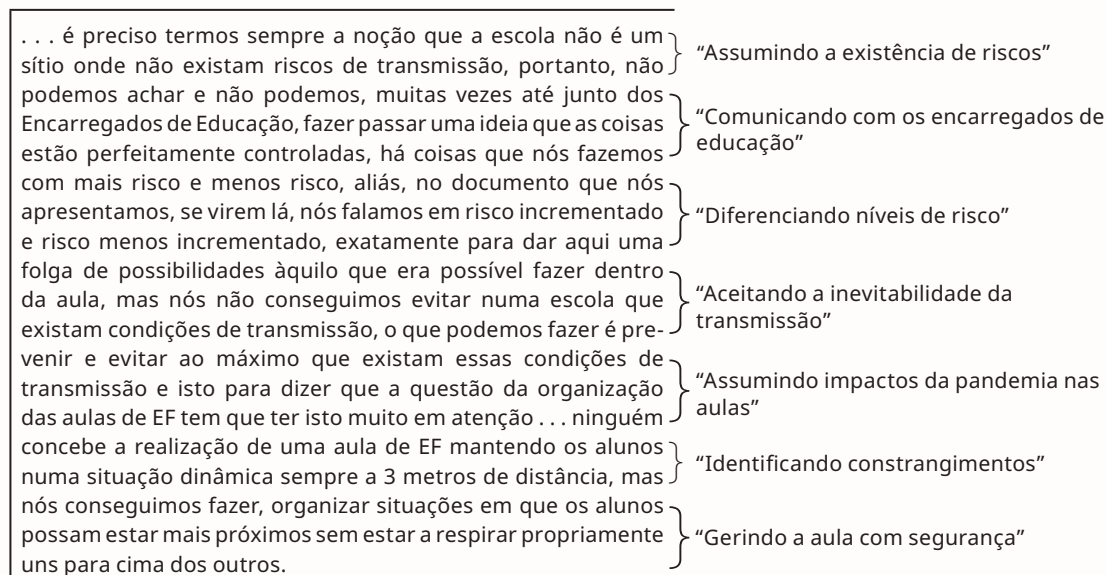 . . . é preciso termos sempre a noção que a escola não é um
sítio onde não existam riscos de transmissão, portanto, não
podemos achar e não podemos, muitas vezes até junto dos
Encarregados de Educação, fazer passar uma ideia que as coisas
estão perfeitamente controladas, há coisas que nós fazemos
com mais risco e menos risco, aliás, no documento que nós
apresentamos, se virem lá, nós falamos em risco incrementado
e risco menos incrementado, exatamente para dar aqui uma
folga de possibilidades àquilo que era possível fazer dentro
da aula, mas nós não conseguimos evitar numa escola que
existam condições de transmissão, o que podemos fazer é pre-
venir e evitar ao máximo que existam essas condições de
transmissão e isto para dizer que a questão da organização
das aulas de EF tem que ter isto muito em atenção . . . ninguém
concebe a realização de uma aula de EF mantendo os alunos
numa situação dinâmica sempre a 3 metros de distância, mas
nós conseguimos fazer, organizar situações em que os alunos
possam estar mais próximos sem estar a respirar propriamente
uns para cima dos outros.
“Assumindo a existência de riscos”
“Comunicando com os encarregados de
educação”
“Diferenciando níveis de risco”
“Aceitando a inevitabilidade da
transmissão”
“Assumindo impactos da pandemia nas
aulas”
“Identificando constrangimentos”
“Gerindo a aula com segurança”